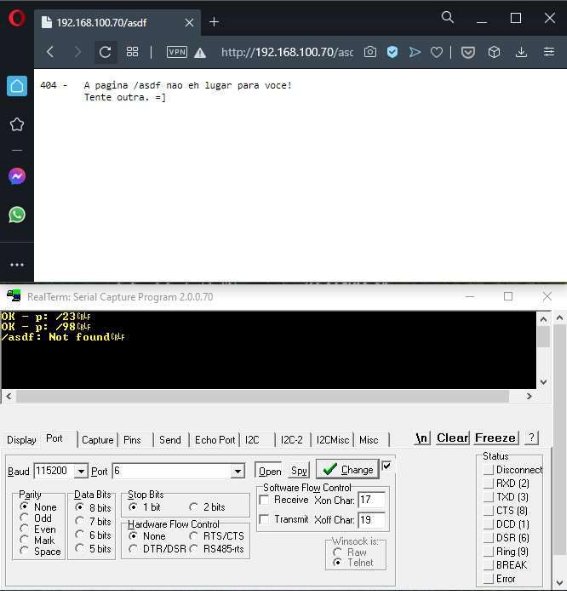 192.168.100.70/asdf
VPN
http://192.168.100.70/asd
404 - A pagina /asdf nao eh lugar para voce!
Tente outra. =]
RealTerm: Serial Capture Program 2.0.0.70
OK - p: /23CRLF
OK - p: /98CRLF
/asdf: Not foundCRLF
Display Port Capture Pins Send Echo Port I2C I2C-2 I2CMisc Misc \n Clear Freeze ?
Baud 115200 Port 6 Open Spy Change
Parity
None
Odd
Even
Mark
Space
Data Bits
8 bits
7 bits
6 bits
5 bits
Stop Bits
1 bit 2 bits
Hardware Flow Control
None RTS/CTS
DTR/DSR RS485-rts
Software Flow Control
Receive Xon Char: 17
Transmit Xoff Char: 19
Winsock is:
Raw
Telnet
Status
Disconnect
RXD (2)
TXD (3)
CTS (8)
DCD (1)
DSR (6)
Ring (9)
BREAK
Error